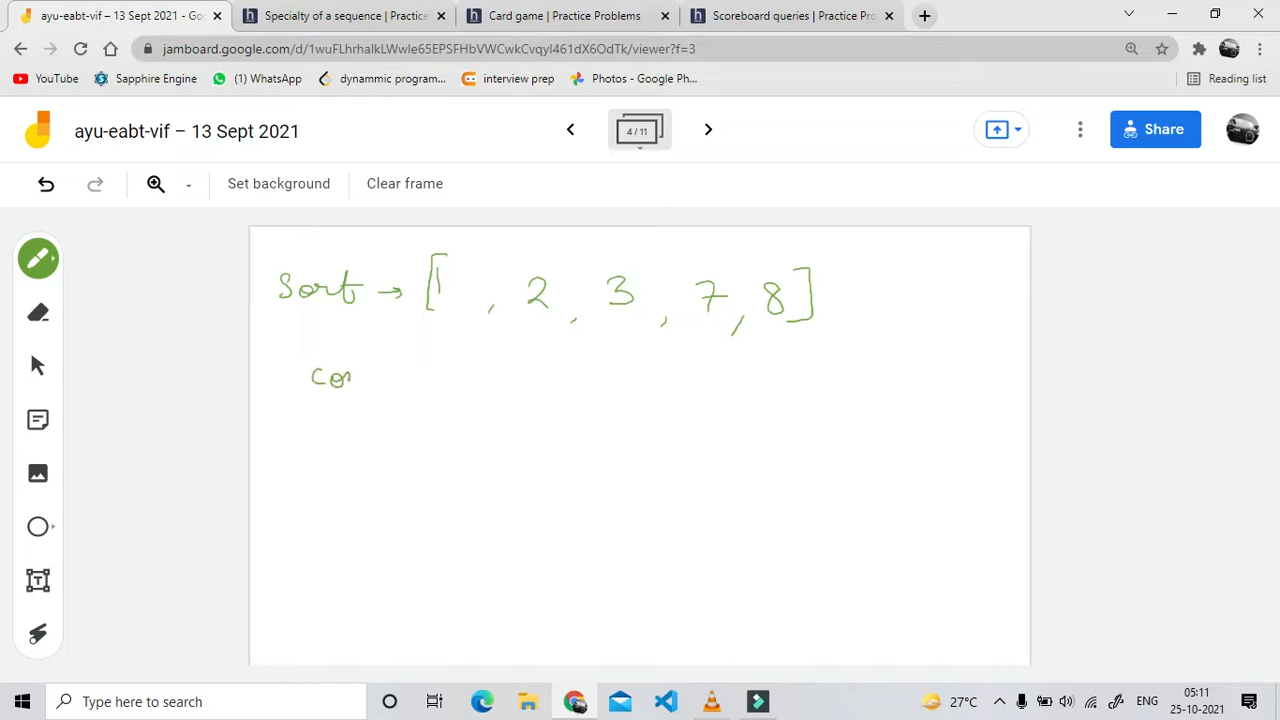 ayu-eabt-vif – 13 Sept 2021 - Go
Specialty of a sequence | Practice
Card game | Practice Problems
Scoreboard queries | Practice Pro
jamboard.google.com/d/1wuFLhrhalkLWwle65EPSFHbVWCwkCvqyl461dX6OdTk/viewer?f=3
YouTube
Sapphire Engine
(1) WhatsApp
dynammic program...
interview prep
Photos - Google Ph...
Reading list
ayu-eabt-vif – 13 Sept 2021
4 / 11
Share
Set background
Clear frame
Sort → [1 , 2 , 3 , 7 , 8]
con
Type here to search
27°C
ENG
05:11
25-10-2021